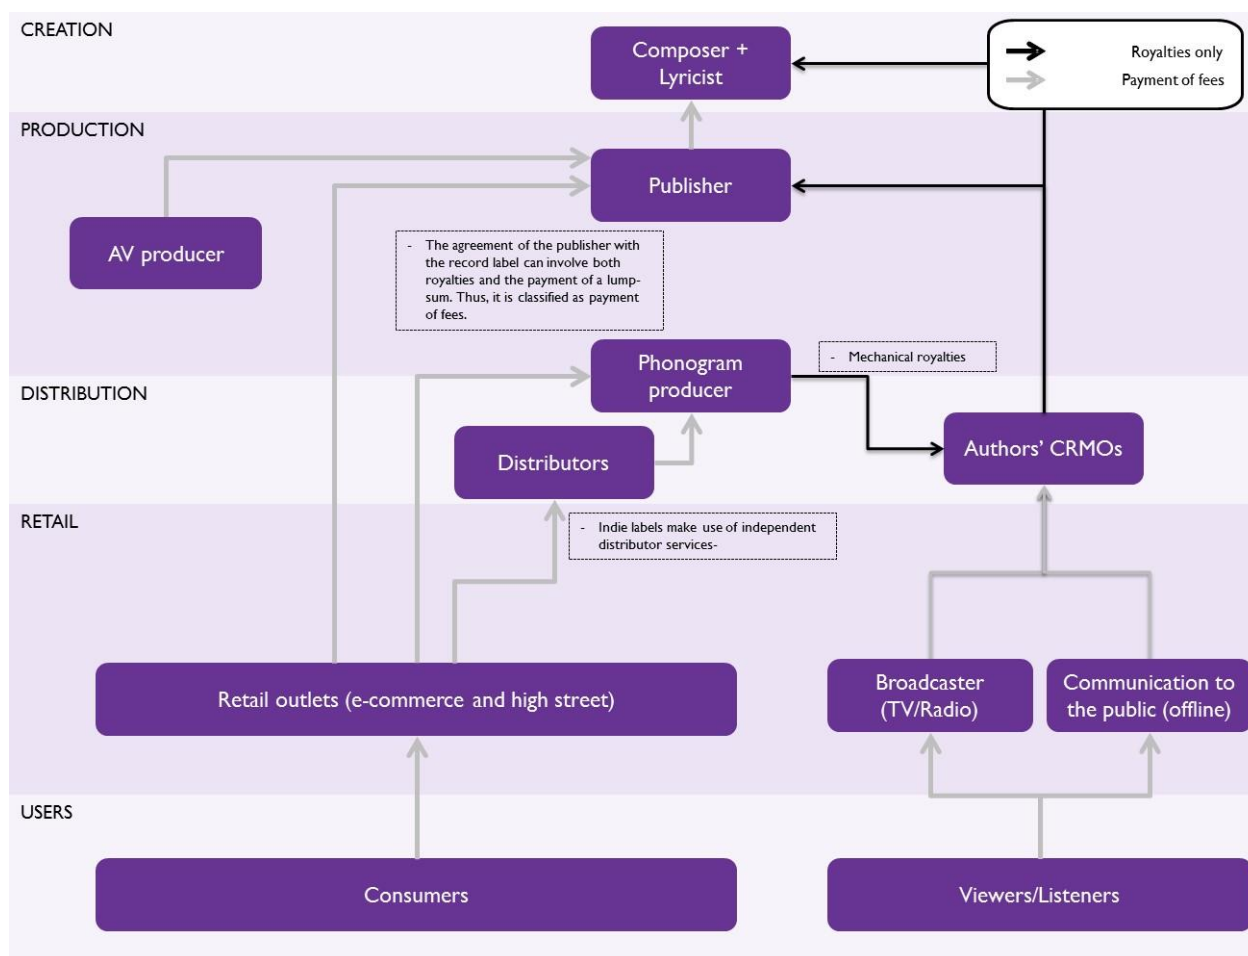 CREATION
Composer +
Lyricist
Royalties only
Payment of fees
PRODUCTION
Publisher
AV producer
- The agreement of the publisher with
the record label can involve both
royalties and the payment of a lump-
sum. Thus, it is classified as payment
of fees.
Phonogram
producer
- Mechanical royalties
DISTRIBUTION
Distributors
Authors' CRMOs
RETAIL
- Indie labels make use of independent
distributor services-
Retail outlets (e-commerce and high street)
Broadcaster
(TV/Radio)
Communication to
the public (offline)
USERS
Consumers
Viewers/Listeners